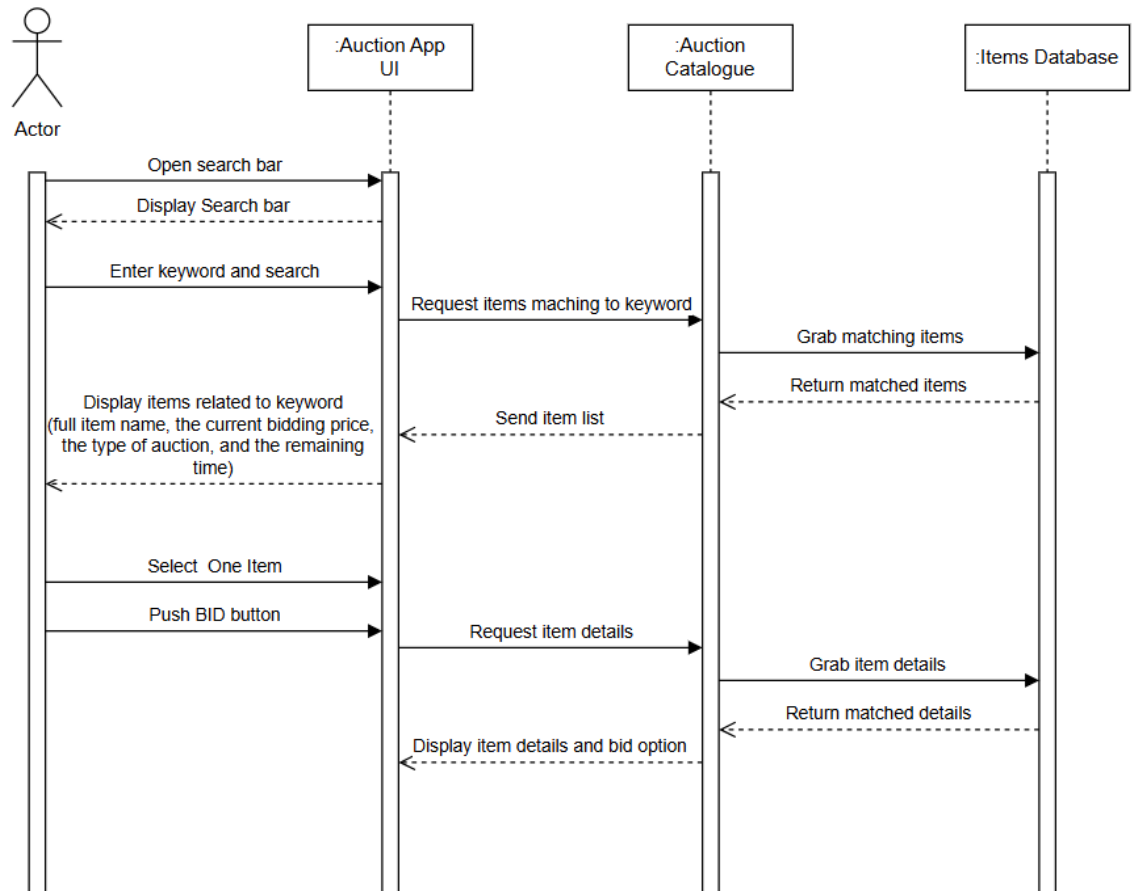 :Auction App
UI
:Auction
Catalogue
:Items Database
Actor
Open search bar
Display Search bar
Enter keyword and search
Request items maching to keyword
Grab matching items
Return matched items
Display items related to keyword
(full item name, the current bidding price,
the type of auction, and the remaining
time)
Send item list
Select One Item
Push BID button
Request item details
Grab item details
Return matched details
Display item details and bid option